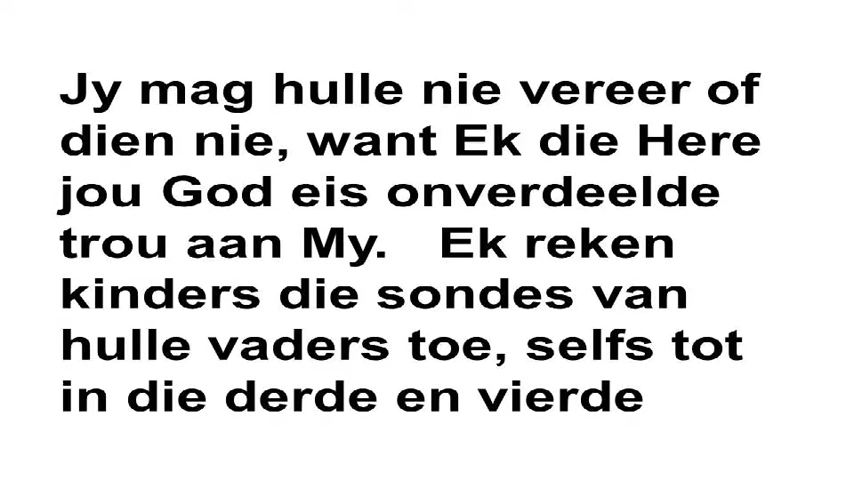 Jy mag hulle nie vereer of
dien nie, want Ek die Here
jou God eis onverdeelde
trou aan My.   Ek reken
kinders die sondes van
hulle vaders toe, selfs tot
in die derde en vierde